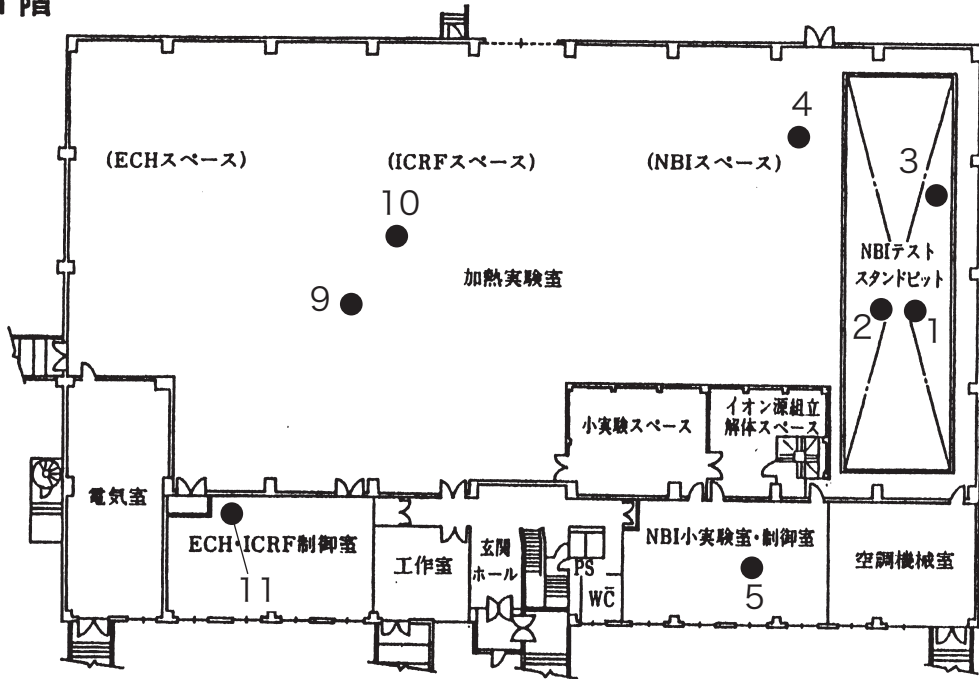 1階
4
(ECHスペース)
(ICRFスペース)
(NBIスペース)
3
10
NBIテスト
スタンドピット
加熱実験室
9
2
1
小実験スペース
イオン源組立
解体スペース
電気室
ECH・ICRF制御室
11
工作室
玄関
ホール
PS
WC
NBI小実験室・制御室
5
空調機械室